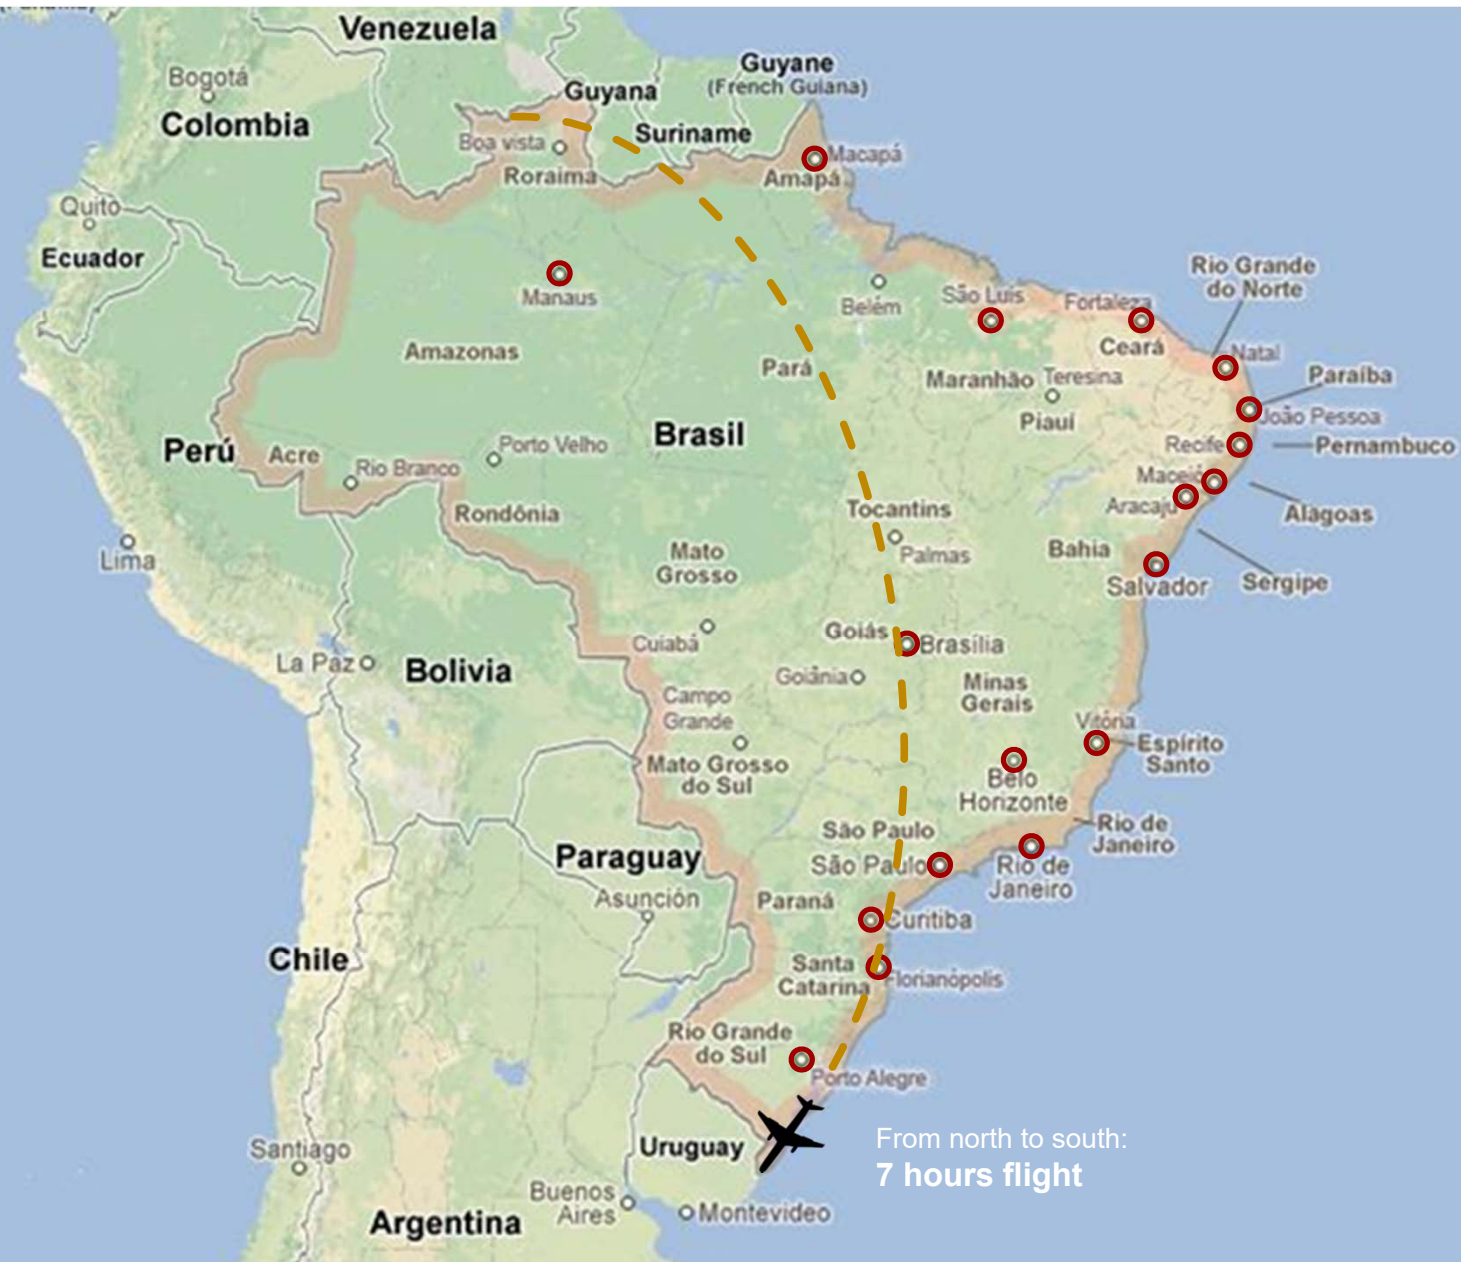 Venezuela
Bogotá
Colombia
Guyane
(French Guiana)
Guyana
Suriname
Boa vista
Roraima
Macapá
Amapá
Quito
Ecuador
Manaus
Belém
São Luís
Fortaleza
Rio Grande
do Norte
Amazonas
Pará
Ceará
Natal
Maranhão
Teresina
Piauí
Paraíba
João Pessoa
Perú
Acre
Rio Branco
Porto Velho
Brasil
Recife
Pernambuco
Maceió
Aracaju
Alagoas
Rondônia
Tocantins
Palmas
Lima
Mato
Grosso
Bahia
Salvador
Sergipe
Cuiabá
Goiás
Brasília
La Paz
Bolivia
Goiânia
Campo
Grande
Minas
Gerais
Vitória
Espírito
Santo
Mato Grosso
do Sul
Belo
Horizonte
São Paulo
São Paulo
Rio de
Janeiro
Rio de
Janeiro
Paraguay
Asunción
Paraná
Curitiba
Chile
Santa
Catarina
Florianópolis
Rio Grande
do Sul
Porto Alegre
Santiago
Uruguay
From north to south:
7 hours flight
Buenos
Aires
Montevideo
Argentina